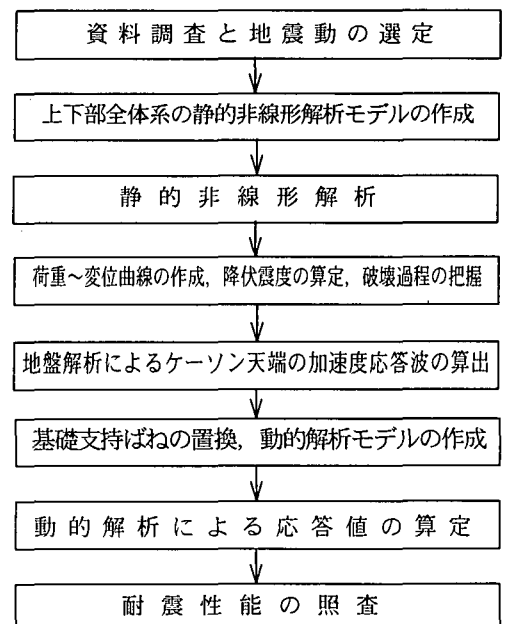 資料調査と地震動の選定
上下部全体系の静的非線形解析モデルの作成
静的非線形解析
荷重～変位曲線の作成，降伏震度の算定，破壊過程の把握
地盤解析によるケーソン天端の加速度応答波の算出
基礎支持ばねの置換，動的解析モデルの作成
動的解析による応答値の算定
耐震性能の照査